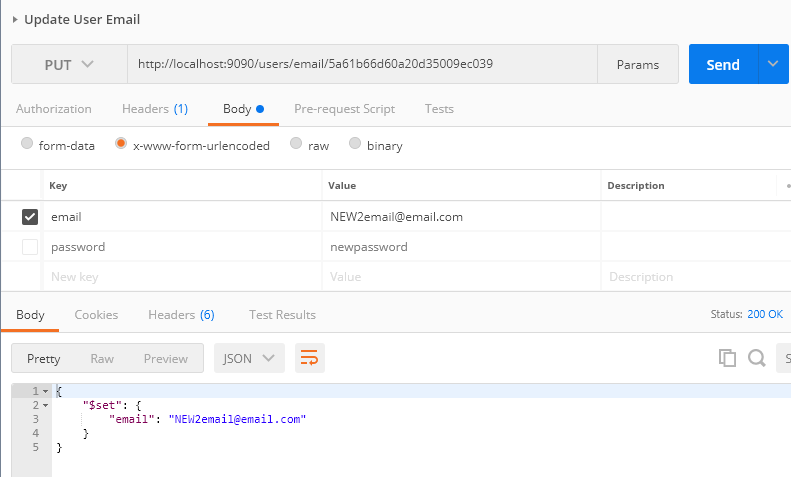 Update User Email
PUT http://localhost:9090/users/email/5a61b66d60a20d35009ec039 Params Send
Authorization Headers (1) Body Pre-request Script Tests
form-data x-www-form-urlencoded raw binary
Key Value Description
email NEW2email@email.com
password newpassword
New key Value Description
Body Cookies Headers (6) Test Results Status: 200 OK
Pretty Raw Preview JSON S
1 {
2 "$set": {
3 "email": "NEW2email@email.com"
4 }
5 }